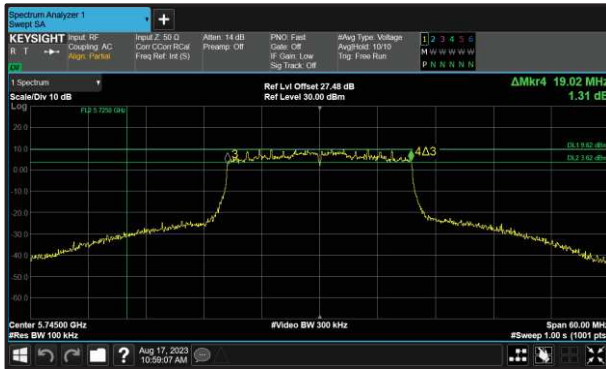 Spectrum Analyzer 1
Swept SA
+
KEYSIGHT
R T
Input: RF
Coupling: AC
Align: Partial
Input Z: 50 Ω
Corr CCorr RCal
Freq Ref: Int (S)
Atten: 14 dB
Preamp: Off
PNO: Fast
Gate: Off
IF Gain: Low
Sig Track: Off
#Avg Type: Voltage
Avg|Hold: 10/10
Trig: Free Run
1 2 3 4 5 6
M W W W W W
P N N N N N
1 Spectrum
Scale/Div 10 dB
Ref Lvl Offset 27.48 dB
Ref Level 30.00 dBm
ΔMkr4 19.02 MHz
1.31 dB
Log
FL2 5.7250 GHz
20.0
10.0
0.00
-10.0
-20.0
-30.0
-40.0
-50.0
-60.0
3
4Δ3
DL1 9.62 dBm
DL2 3.62 dBm
Center 5.74500 GHz
#Res BW 100 kHz
#Video BW 300 kHz
Span 60.00 MHz
#Sweep 1.00 s (1001 pts)
?
Aug 17, 2023
10:59:07 AM